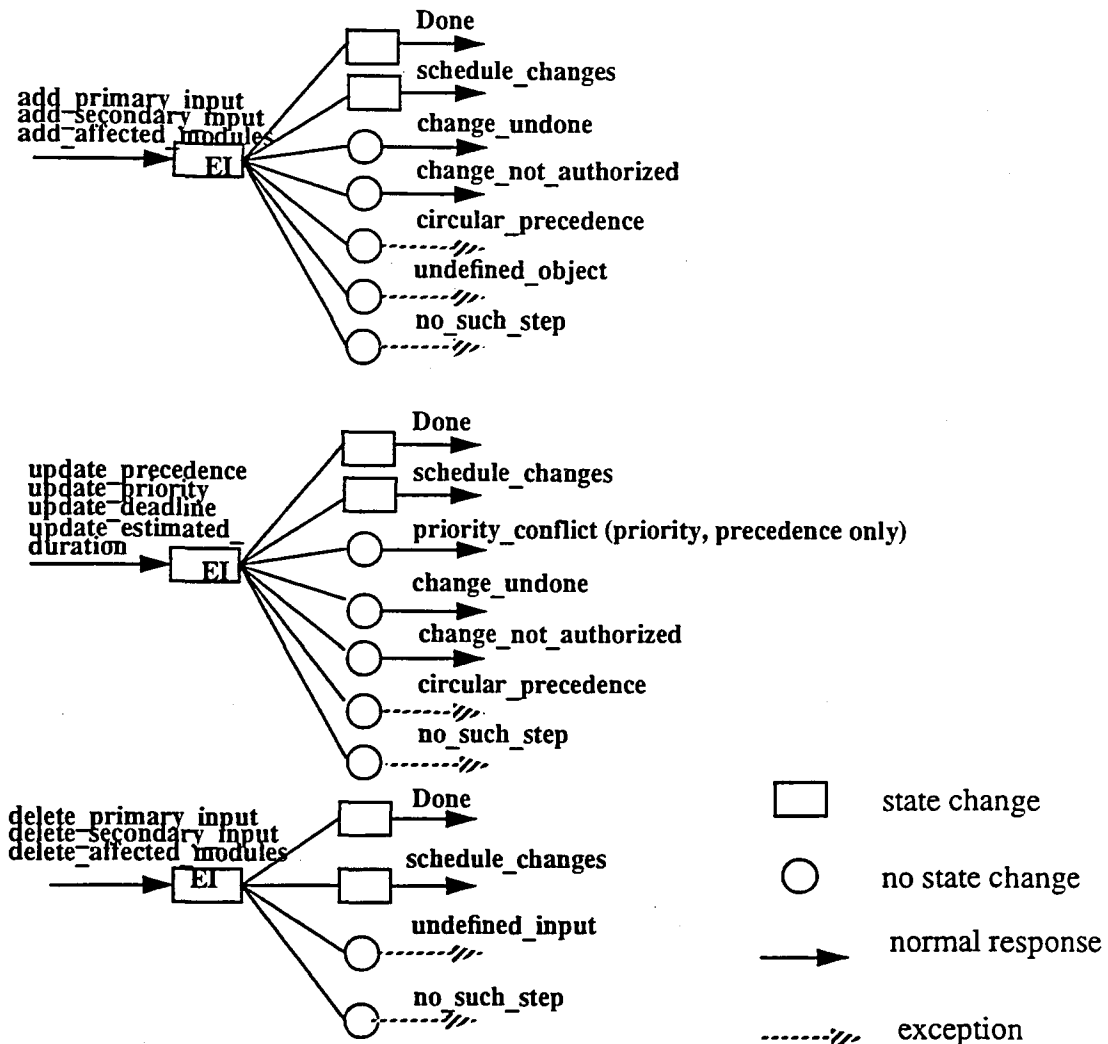 Done
schedule_changes
add_primary_input
add_secondary_input
add_affected_modules
EI
change_undone
change_not_authorized
circular_precedence
undefined_object
no_such_step
Done
schedule_changes
update_precedence
update_priority
update_deadline
update_estimated_
duration
EI
priority_conflict (priority, precedence only)
change_undone
change_not_authorized
circular_precedence
no_such_step
Done
delete_primary_input
delete_secondary_input
delete_affected_modules
EI
schedule_changes
undefined_input
no_such_step
state change
no state change
normal response
exception